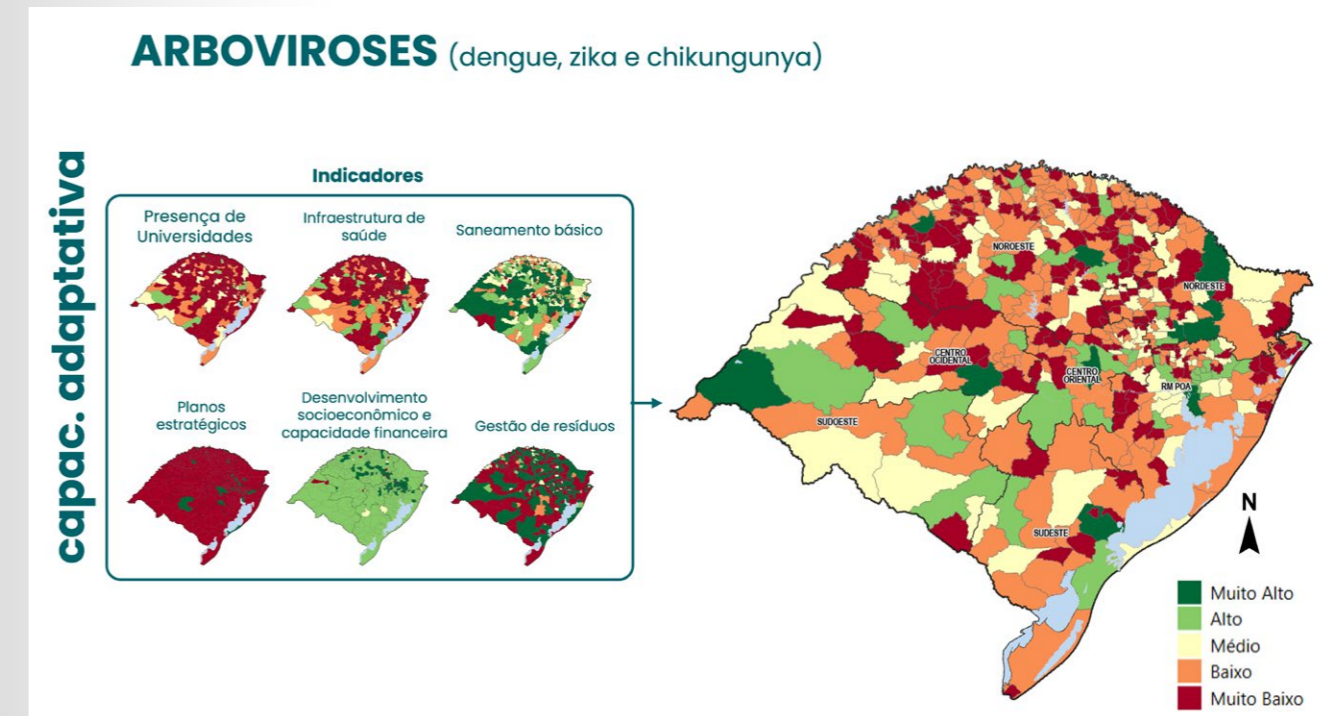 ARBOVIROSES (dengue, zika e chikungunya)
capac. adaptativa
Indicadores
Presença de
Universidades
Infraestrutura de
saúde
Saneamento básico
Planos
estratégicos
Desenvolvimento
socioeconômico e
capacidade financeira
Gestão de resíduos
NOROESTE
NORDESTE
CENTRO
OCIDENTAL
CENTRO
ORIENTAL
RM POA
SUDOESTE
SUDESTE
N
Muito Alto
Alto
Médio
Baixo
Muito Baixo